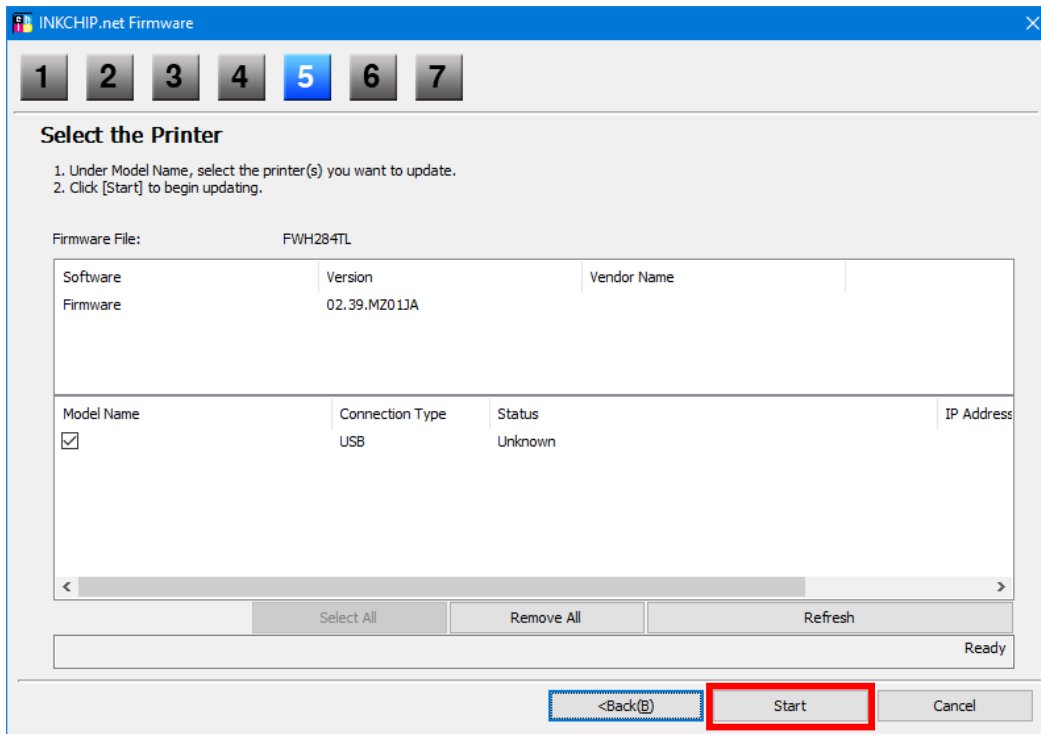 INKCHIP.net Firmware
1 2 3 4 5 6 7
Select the Printer
1. Under Model Name, select the printer(s) you want to update.
2. Click [Start] to begin updating.
Firmware File: FWH284TL
Software Version Vendor Name
Firmware 02.39.MZ01JA
Model Name Connection Type Status IP Address
USB Unknown
Select All Remove All Refresh
Ready
<Back(B) Start Cancel